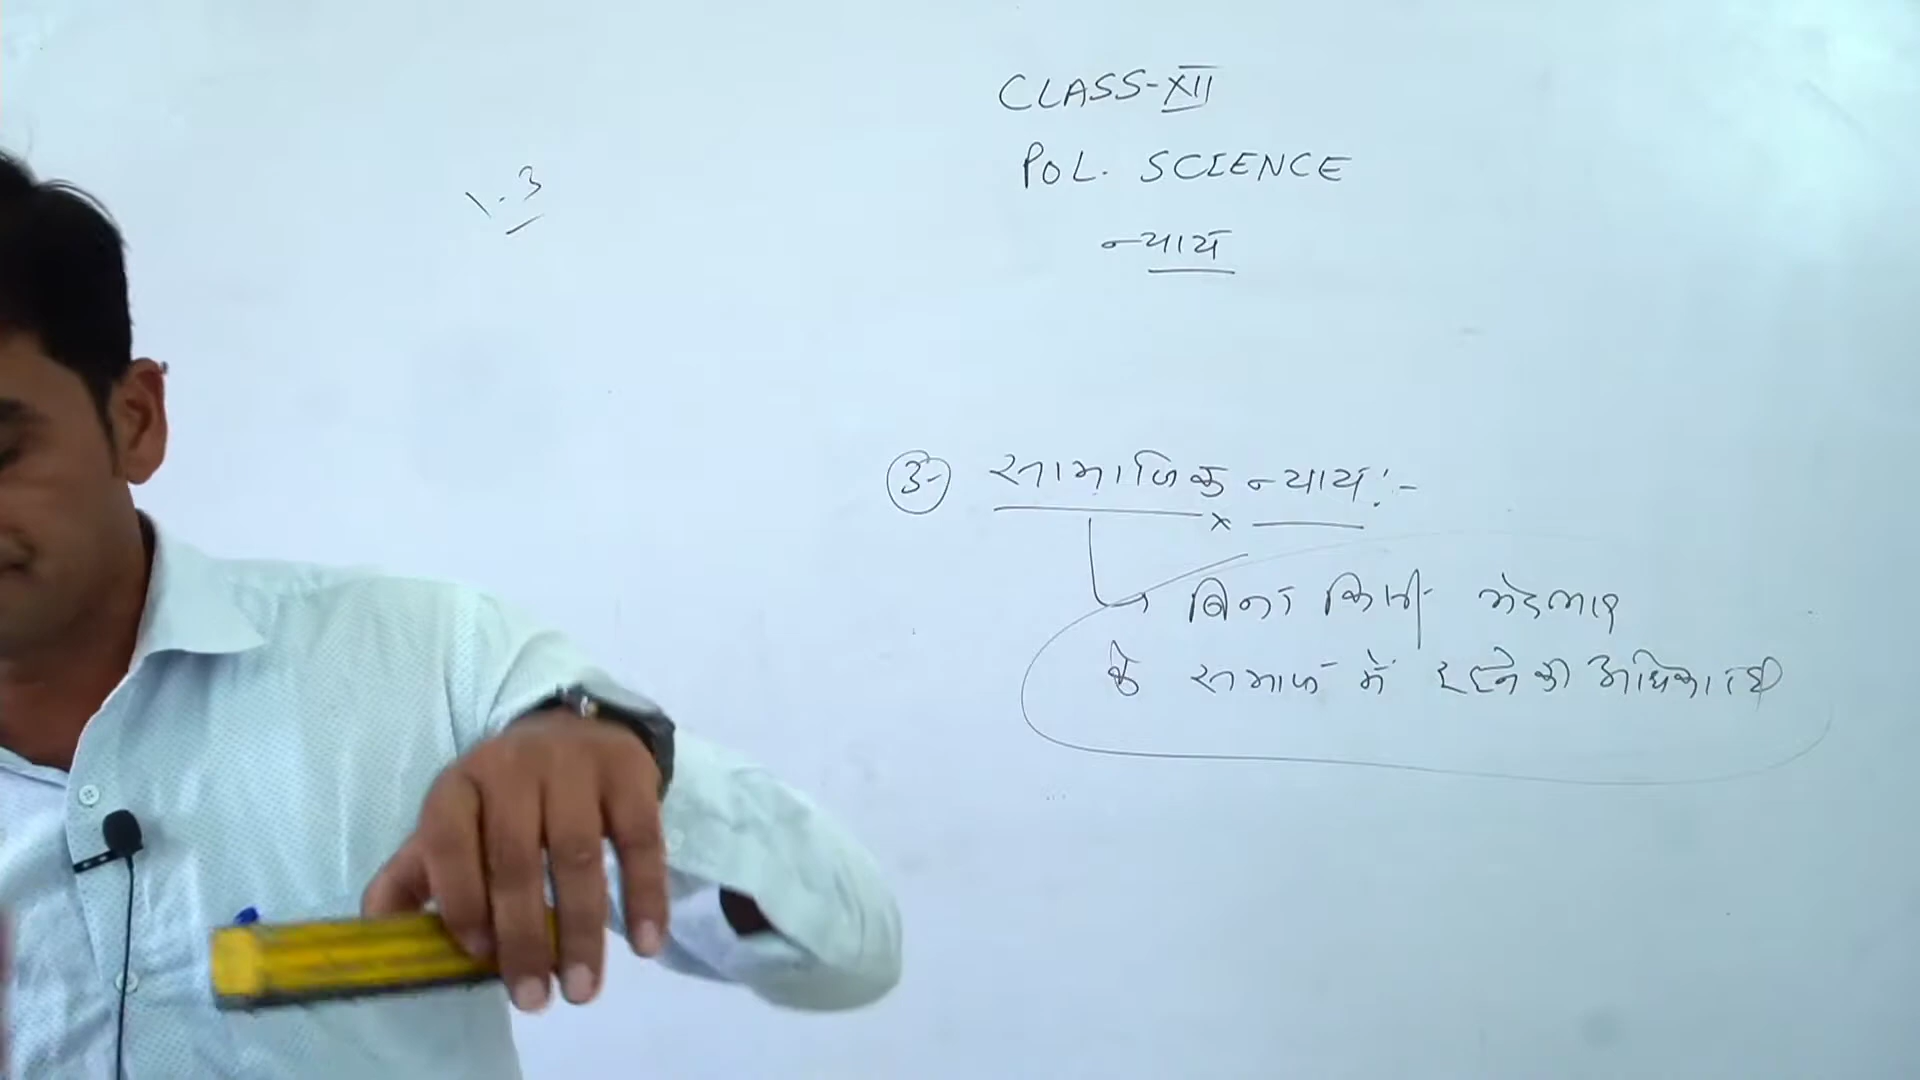 CLASS-XII
POL. SCIENCE
न्याय
1.3
3- सामाजिक न्याय :-
बिना किसी भेदभाव
के समाज में रहने का अधिकार ही